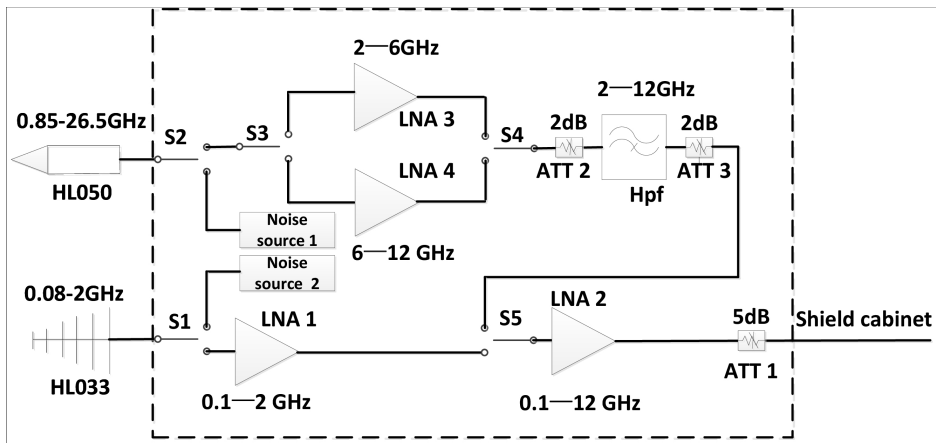 2—6GHz
2—12GHz
0.85-26.5GHz
S2
S3
LNA 3
S4
2dB
2dB
HL050
LNA 4
ATT 2
ATT 3
Hpf
Noise
source 1
6—12 GHz
Noise
source 2
0.08-2GHz
S1
LNA 1
S5
LNA 2
5dB
Shield cabinet
HL033
ATT 1
0.1—2 GHz
0.1—12 GHz